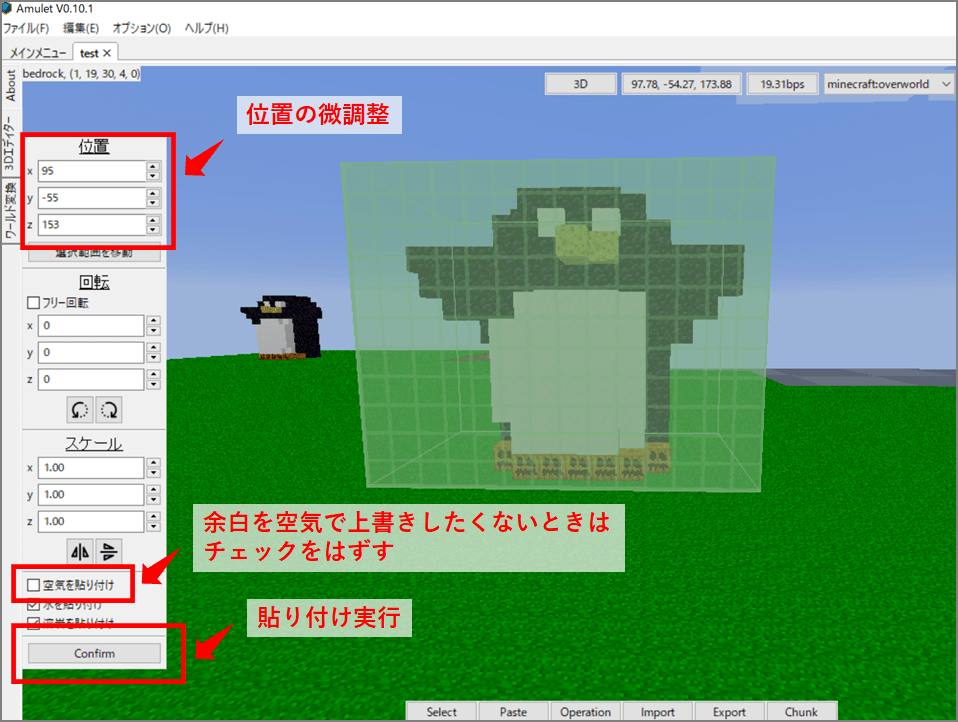 Amulet V0.10.1
ファイル(F) 編集(E) オプション(O) ヘルプ(H)
メインメニュー test ×
About
3Dエディター
ワールド変換
bedrock, (1, 19, 30, 4, 0)
3D 97.78, -54.27, 173.88 19.31bps minecraft:overworld
位置の微調整
位置
x 95
y -55
z 153
選択範囲を移動
回転
フリー回転
x 0
y 0
z 0
スケール
x 1.00
y 1.00
z 1.00
余白を空気で上書きしたくないときは
チェックをはずす
空気を貼り付け
水を貼り付け
溶岩を貼り付け
貼り付け実行
Confirm
Select Paste Operation Import Export Chunk